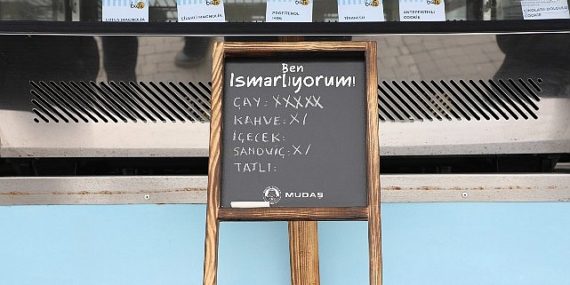 Ben
Ismarlıyorum!
ÇAY: XXXXX
KAHVE: X/
İÇECEK:
SANDVİÇ: X/
TATLI:
MUDAŞ